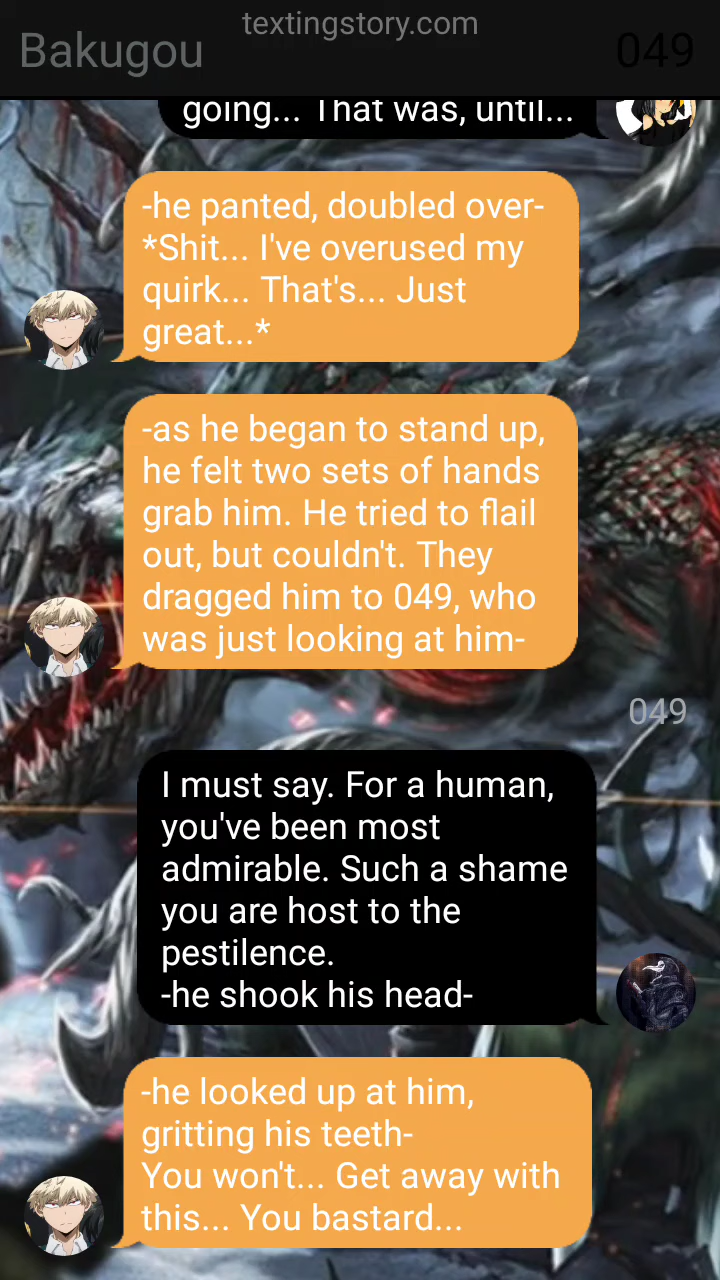 textingstory.com
Bakugou
049
going... That was, until...
-he panted, doubled over-
*Shit... I've overused my
quirk... That's... Just
great...*
-as he began to stand up,
he felt two sets of hands
grab him. He tried to flail
out, but couldn't. They
dragged him to 049, who
was just looking at him-
049
I must say. For a human,
you've been most
admirable. Such a shame
you are host to the
pestilence.
-he shook his head-
-he looked up at him,
gritting his teeth-
You won't... Get away with
this... You bastard...